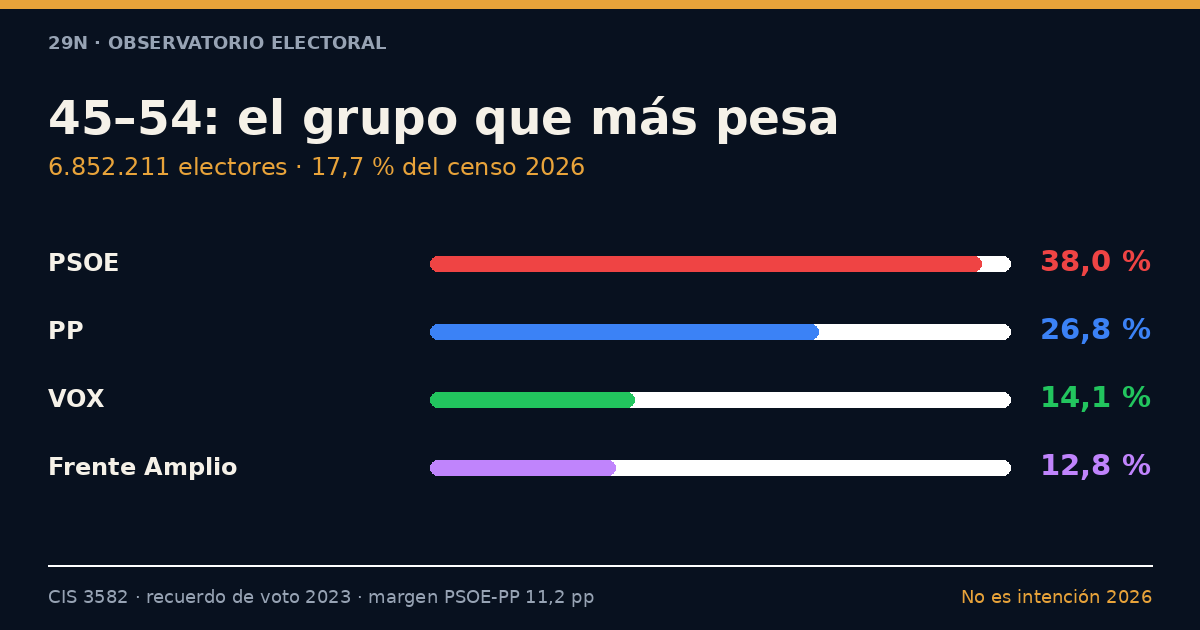 29N · OBSERVATORIO ELECTORAL
45–54: el grupo que más pesa
6.852.211 electores · 17,7 % del censo 2026
PSOE 38,0 %
PP 26,8 %
VOX 14,1 %
Frente Amplio 12,8 %
CIS 3582 · recuerdo de voto 2023 · margen PSOE-PP 11,2 pp No es intención 2026